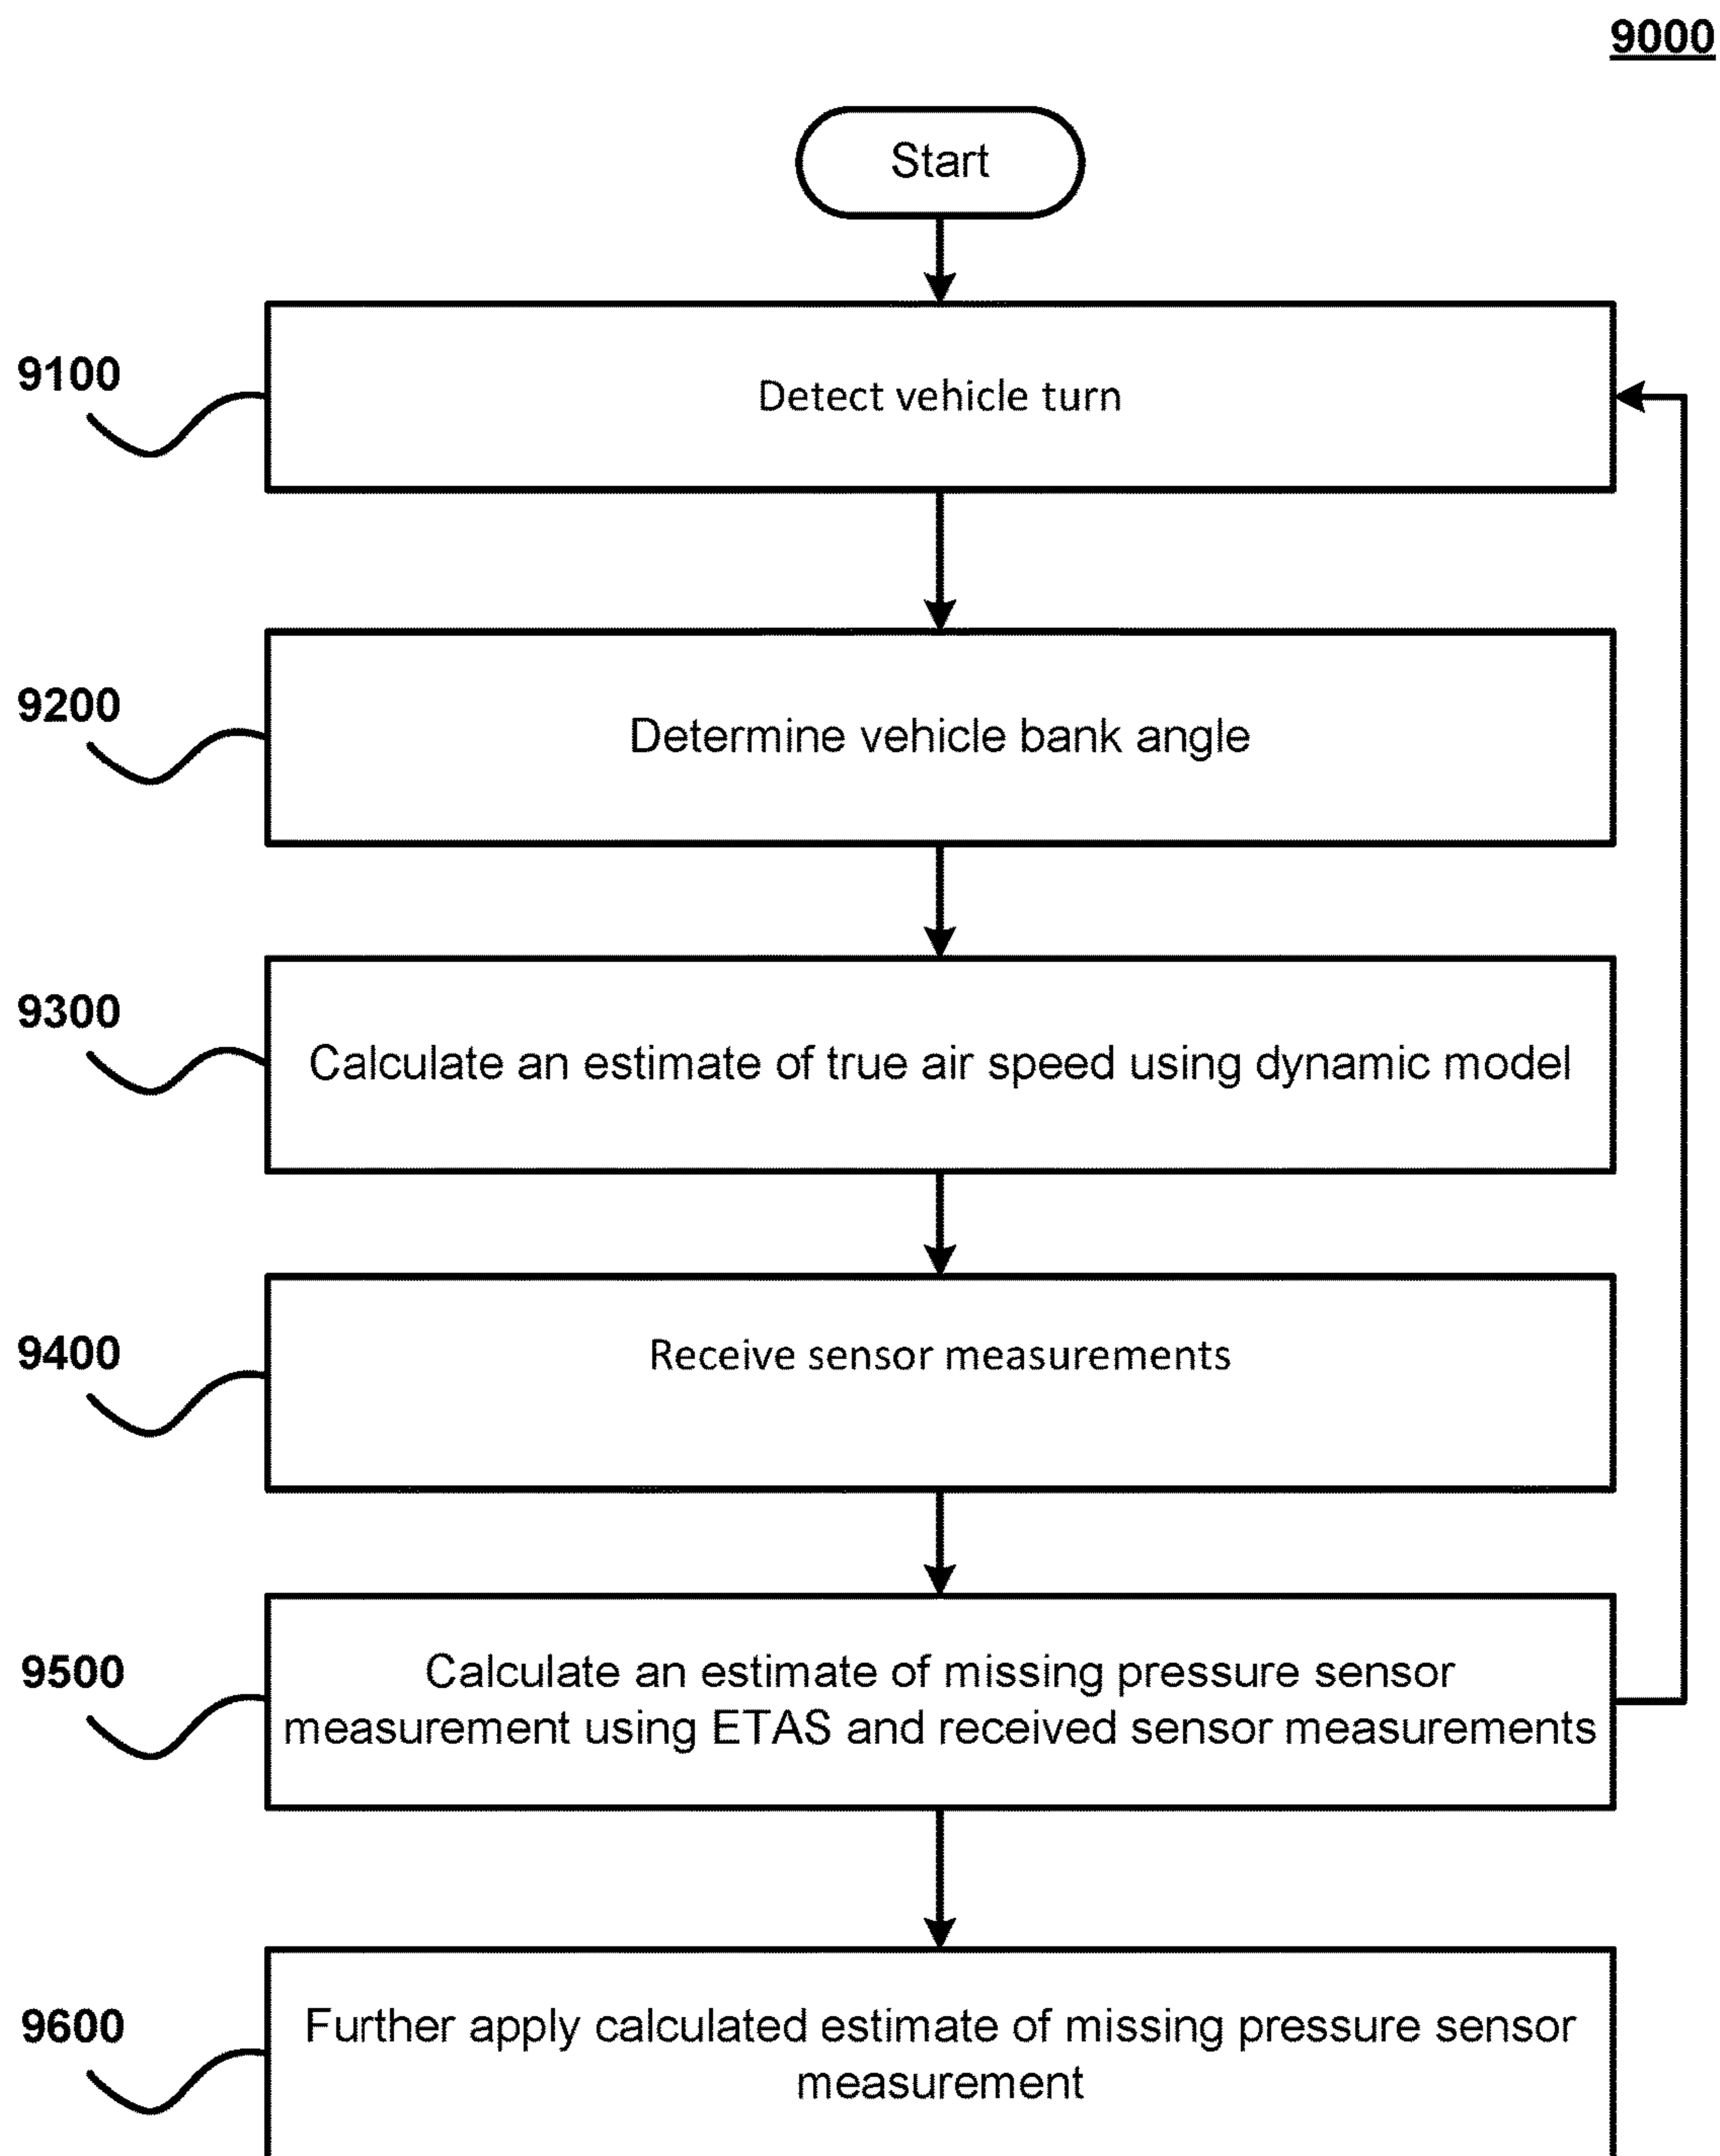 9000
Start
9100
Detect vehicle turn
9200
Determine vehicle bank angle
9300
Calculate an estimate of true air speed using dynamic model
9400
Receive sensor measurements
9500
Calculate an estimate of missing pressure sensor
measurement using ETAS and received sensor measurements
9600
Further apply calculated estimate of missing pressure sensor
measurement